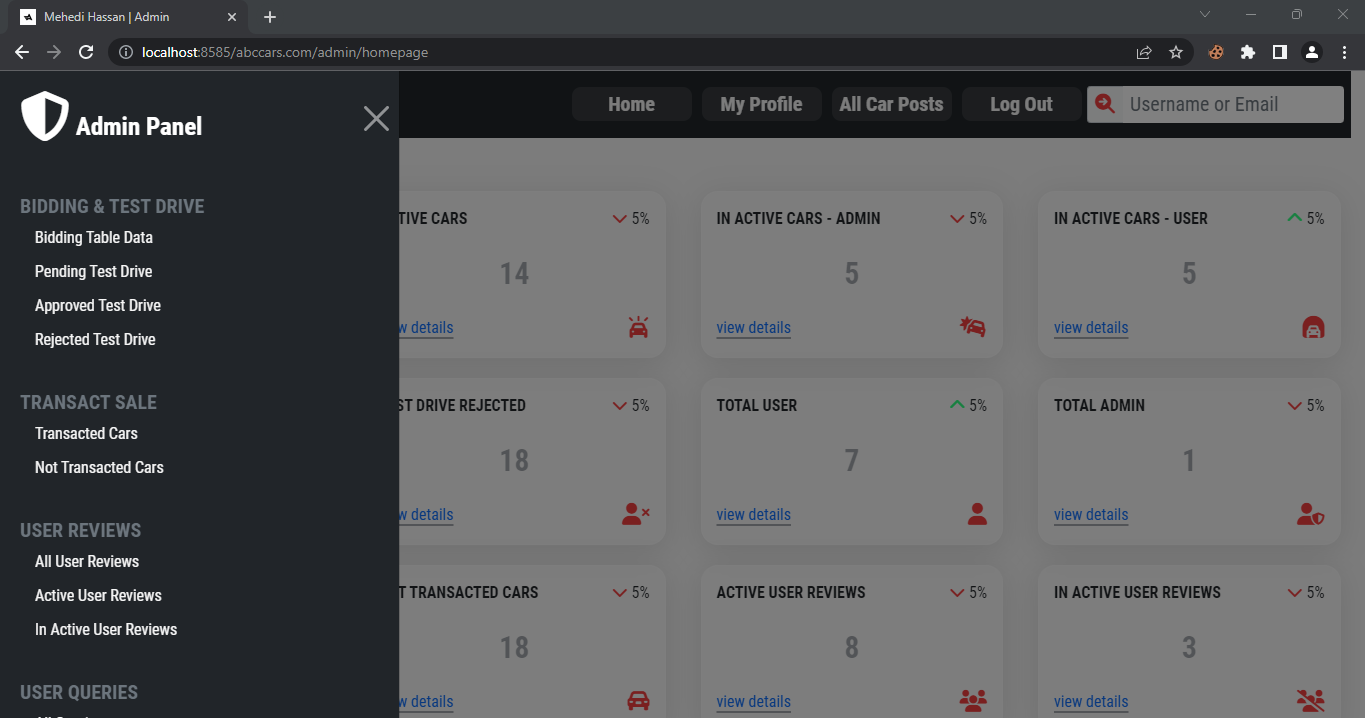 Mehedi Hassan | Admin
localhost:8585/abccars.com/admin/homepage
Admin Panel
Home
My Profile
All Car Posts
Log Out
Username or Email
BIDDING & TEST DRIVE
Bidding Table Data
Pending Test Drive
Approved Test Drive
Rejected Test Drive
TRANSACT SALE
Transacted Cars
Not Transacted Cars
USER REVIEWS
All User Reviews
Active User Reviews
In Active User Reviews
USER QUERIES
TIVE CARS
5%
14
w details
IN ACTIVE CARS - ADMIN
5%
5
view details
IN ACTIVE CARS - USER
5%
5
view details
ST DRIVE REJECTED
5%
18
w details
TOTAL USER
5%
7
view details
TOTAL ADMIN
5%
1
view details
T TRANSACTED CARS
5%
18
w details
ACTIVE USER REVIEWS
5%
8
view details
IN ACTIVE USER REVIEWS
5%
3
view details